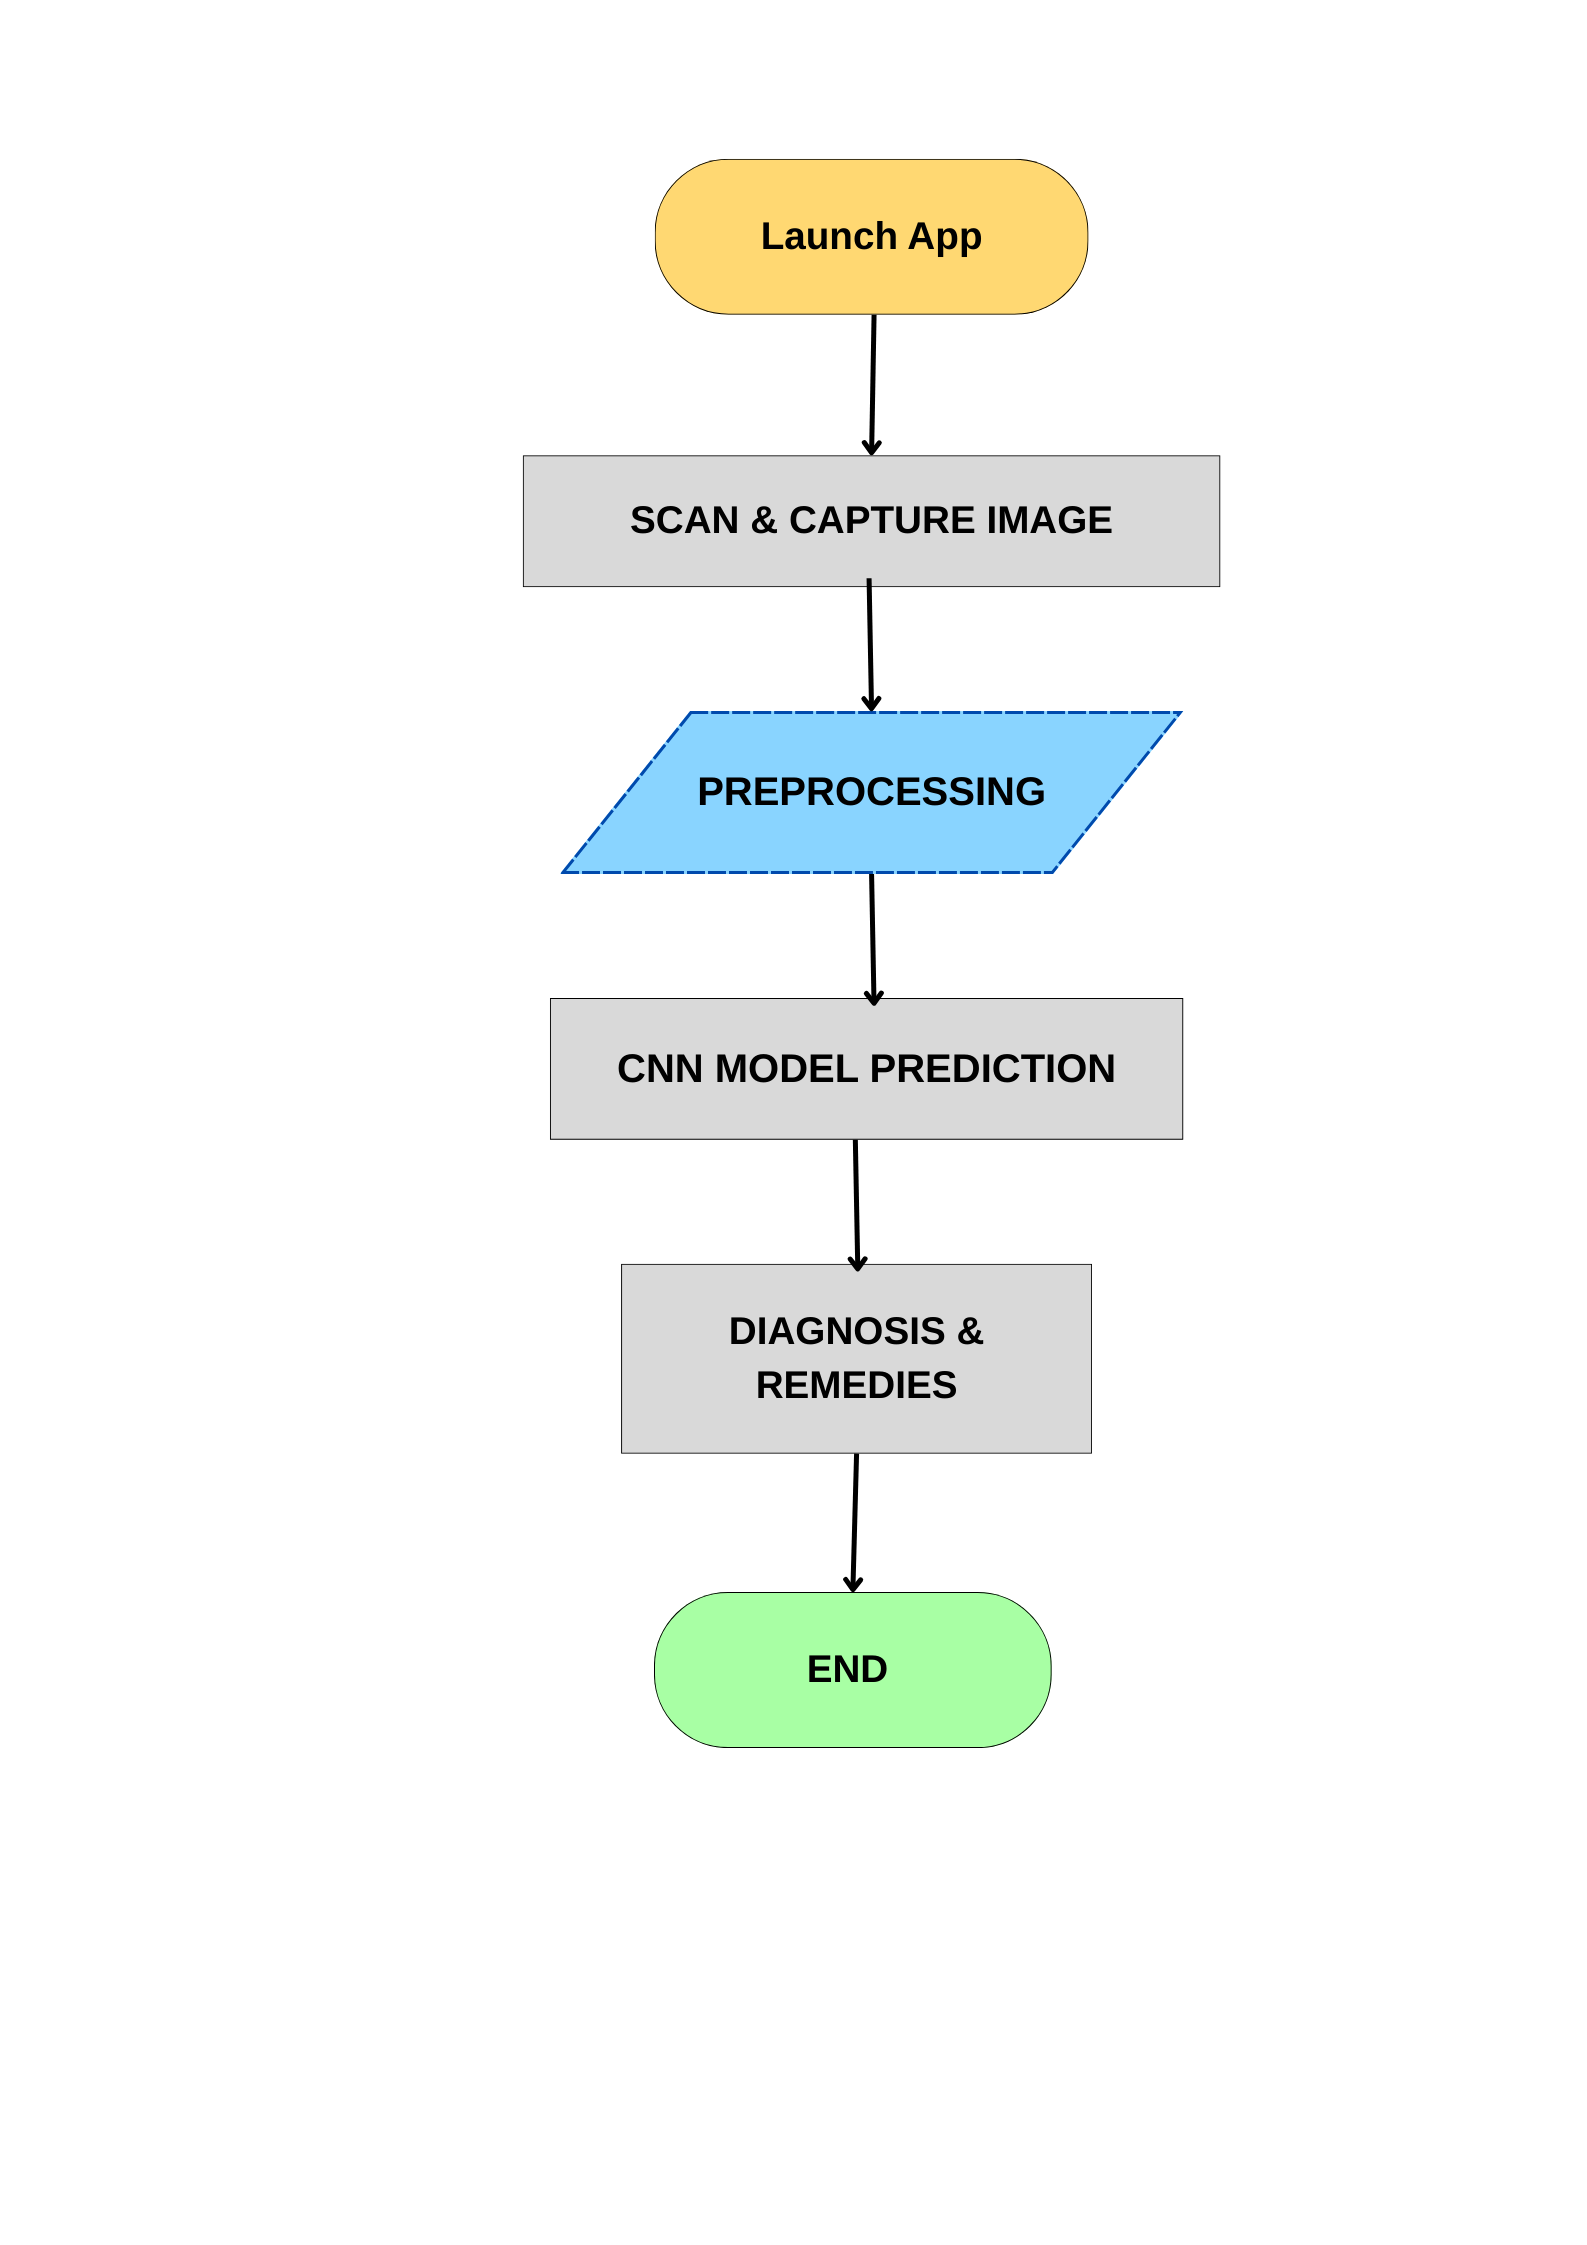 Launch App
SCAN & CAPTURE IMAGE
PREPROCESSING
CNN MODEL PREDICTION
DIAGNOSIS &
REMEDIES
END